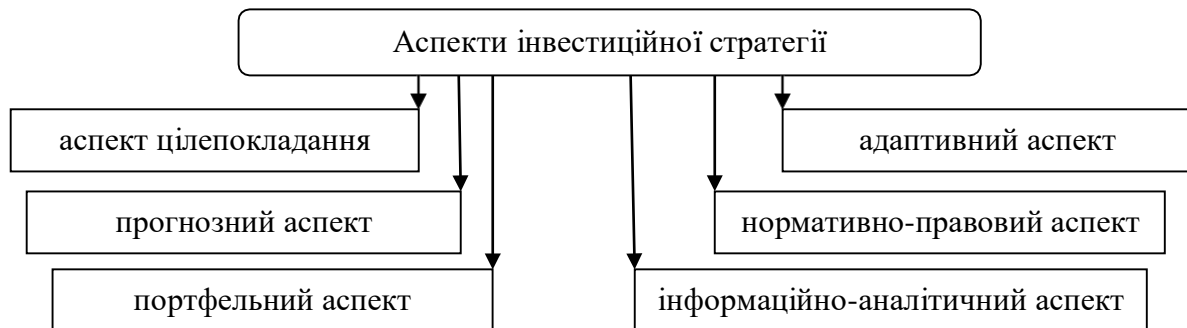 Аспекти інвестиційної стратегії
аспект цілепокладання
адаптивний аспект
прогнозний аспект
нормативно-правовий аспект
портфельний аспект
інформаційно-аналітичний аспект